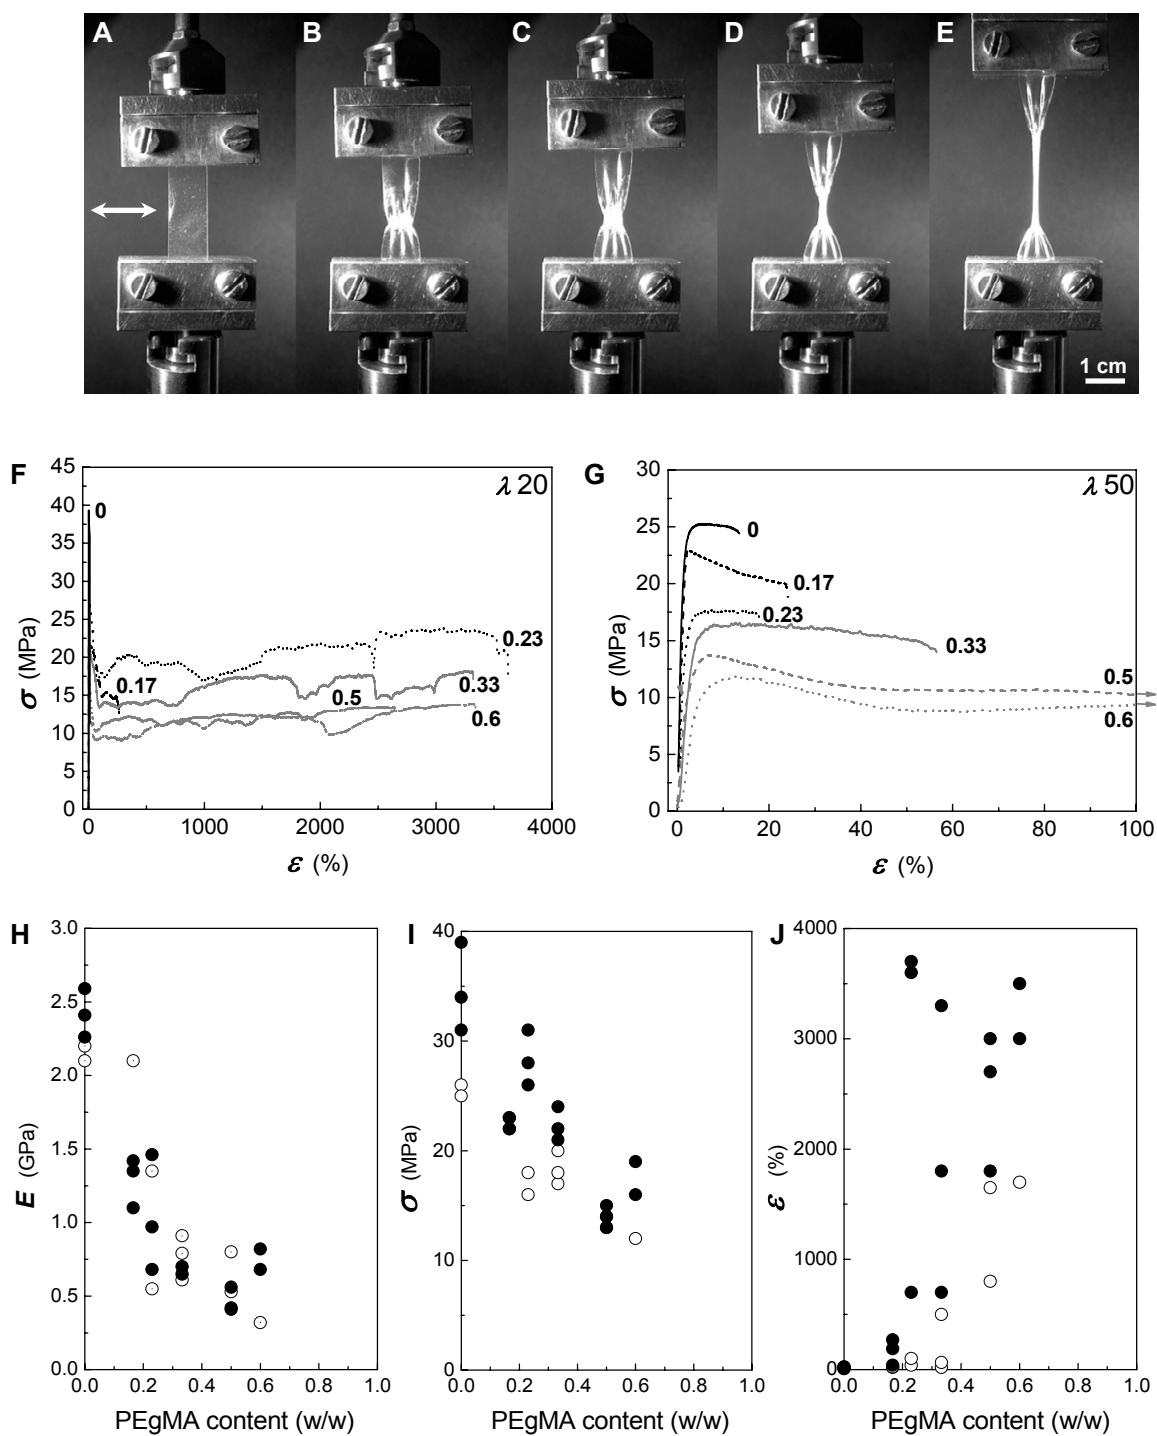 A B C D E
1 cm
F
λ 20
45
40
35
30
25
20
15
10
5
0
0
0.17
0.23
0.33
0.5
0.6
σ (MPa)
0 1000 2000 3000 4000
ε (%)
G
λ 50
30
25
20
15
10
5
0
0
0.17
0.23
0.33
0.5
0.6
σ (MPa)
0 20 40 60 80 100
ε (%)
H
3.0
2.5
2.0
1.5
1.0
0.5
0.0
E (GPa)
0.0 0.2 0.4 0.6 0.8 1.0
PEgMA content (w/w)
I
40
30
20
10
0
σ (MPa)
0.0 0.2 0.4 0.6 0.8 1.0
PEgMA content (w/w)
J
4000
3000
2000
1000
0
ε (%)
0.0 0.2 0.4 0.6 0.8 1.0
PEgMA content (w/w)